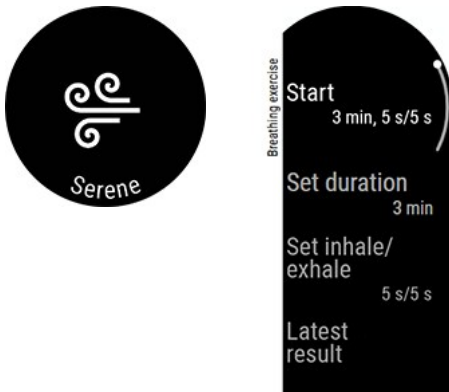 Serene
Breathing exercise
Start
3 min, 5 s/5 s
Set duration
3 min
Set inhale/
exhale
5 s/5 s
Latest
result